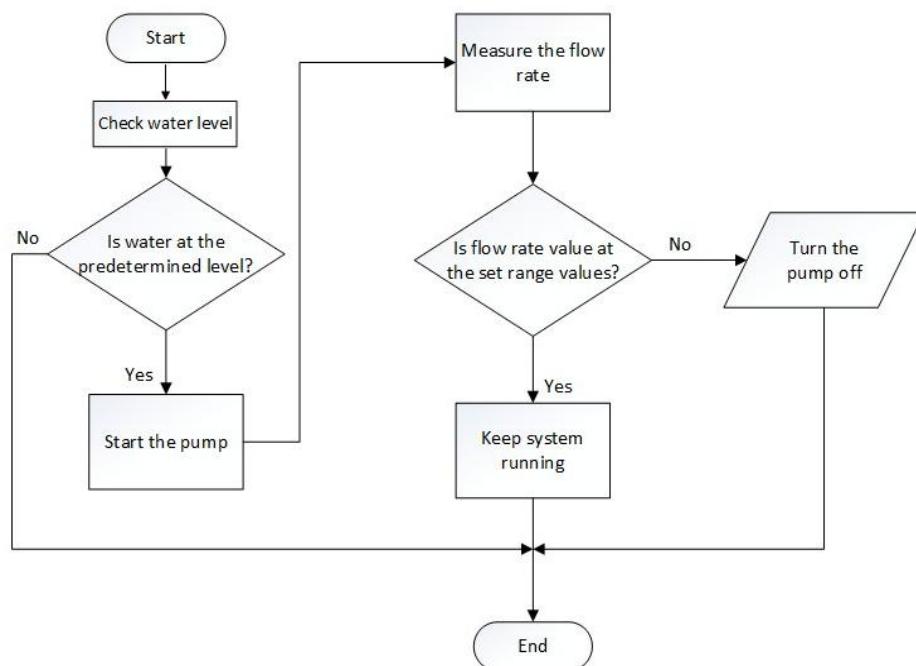 Start
Check water level
No
Is water at the
predetermined level?
Yes
Start the pump
Measure the flow
rate
Is flow rate value at
the set range values?
No
Turn the
pump off
Yes
Keep system
running
End